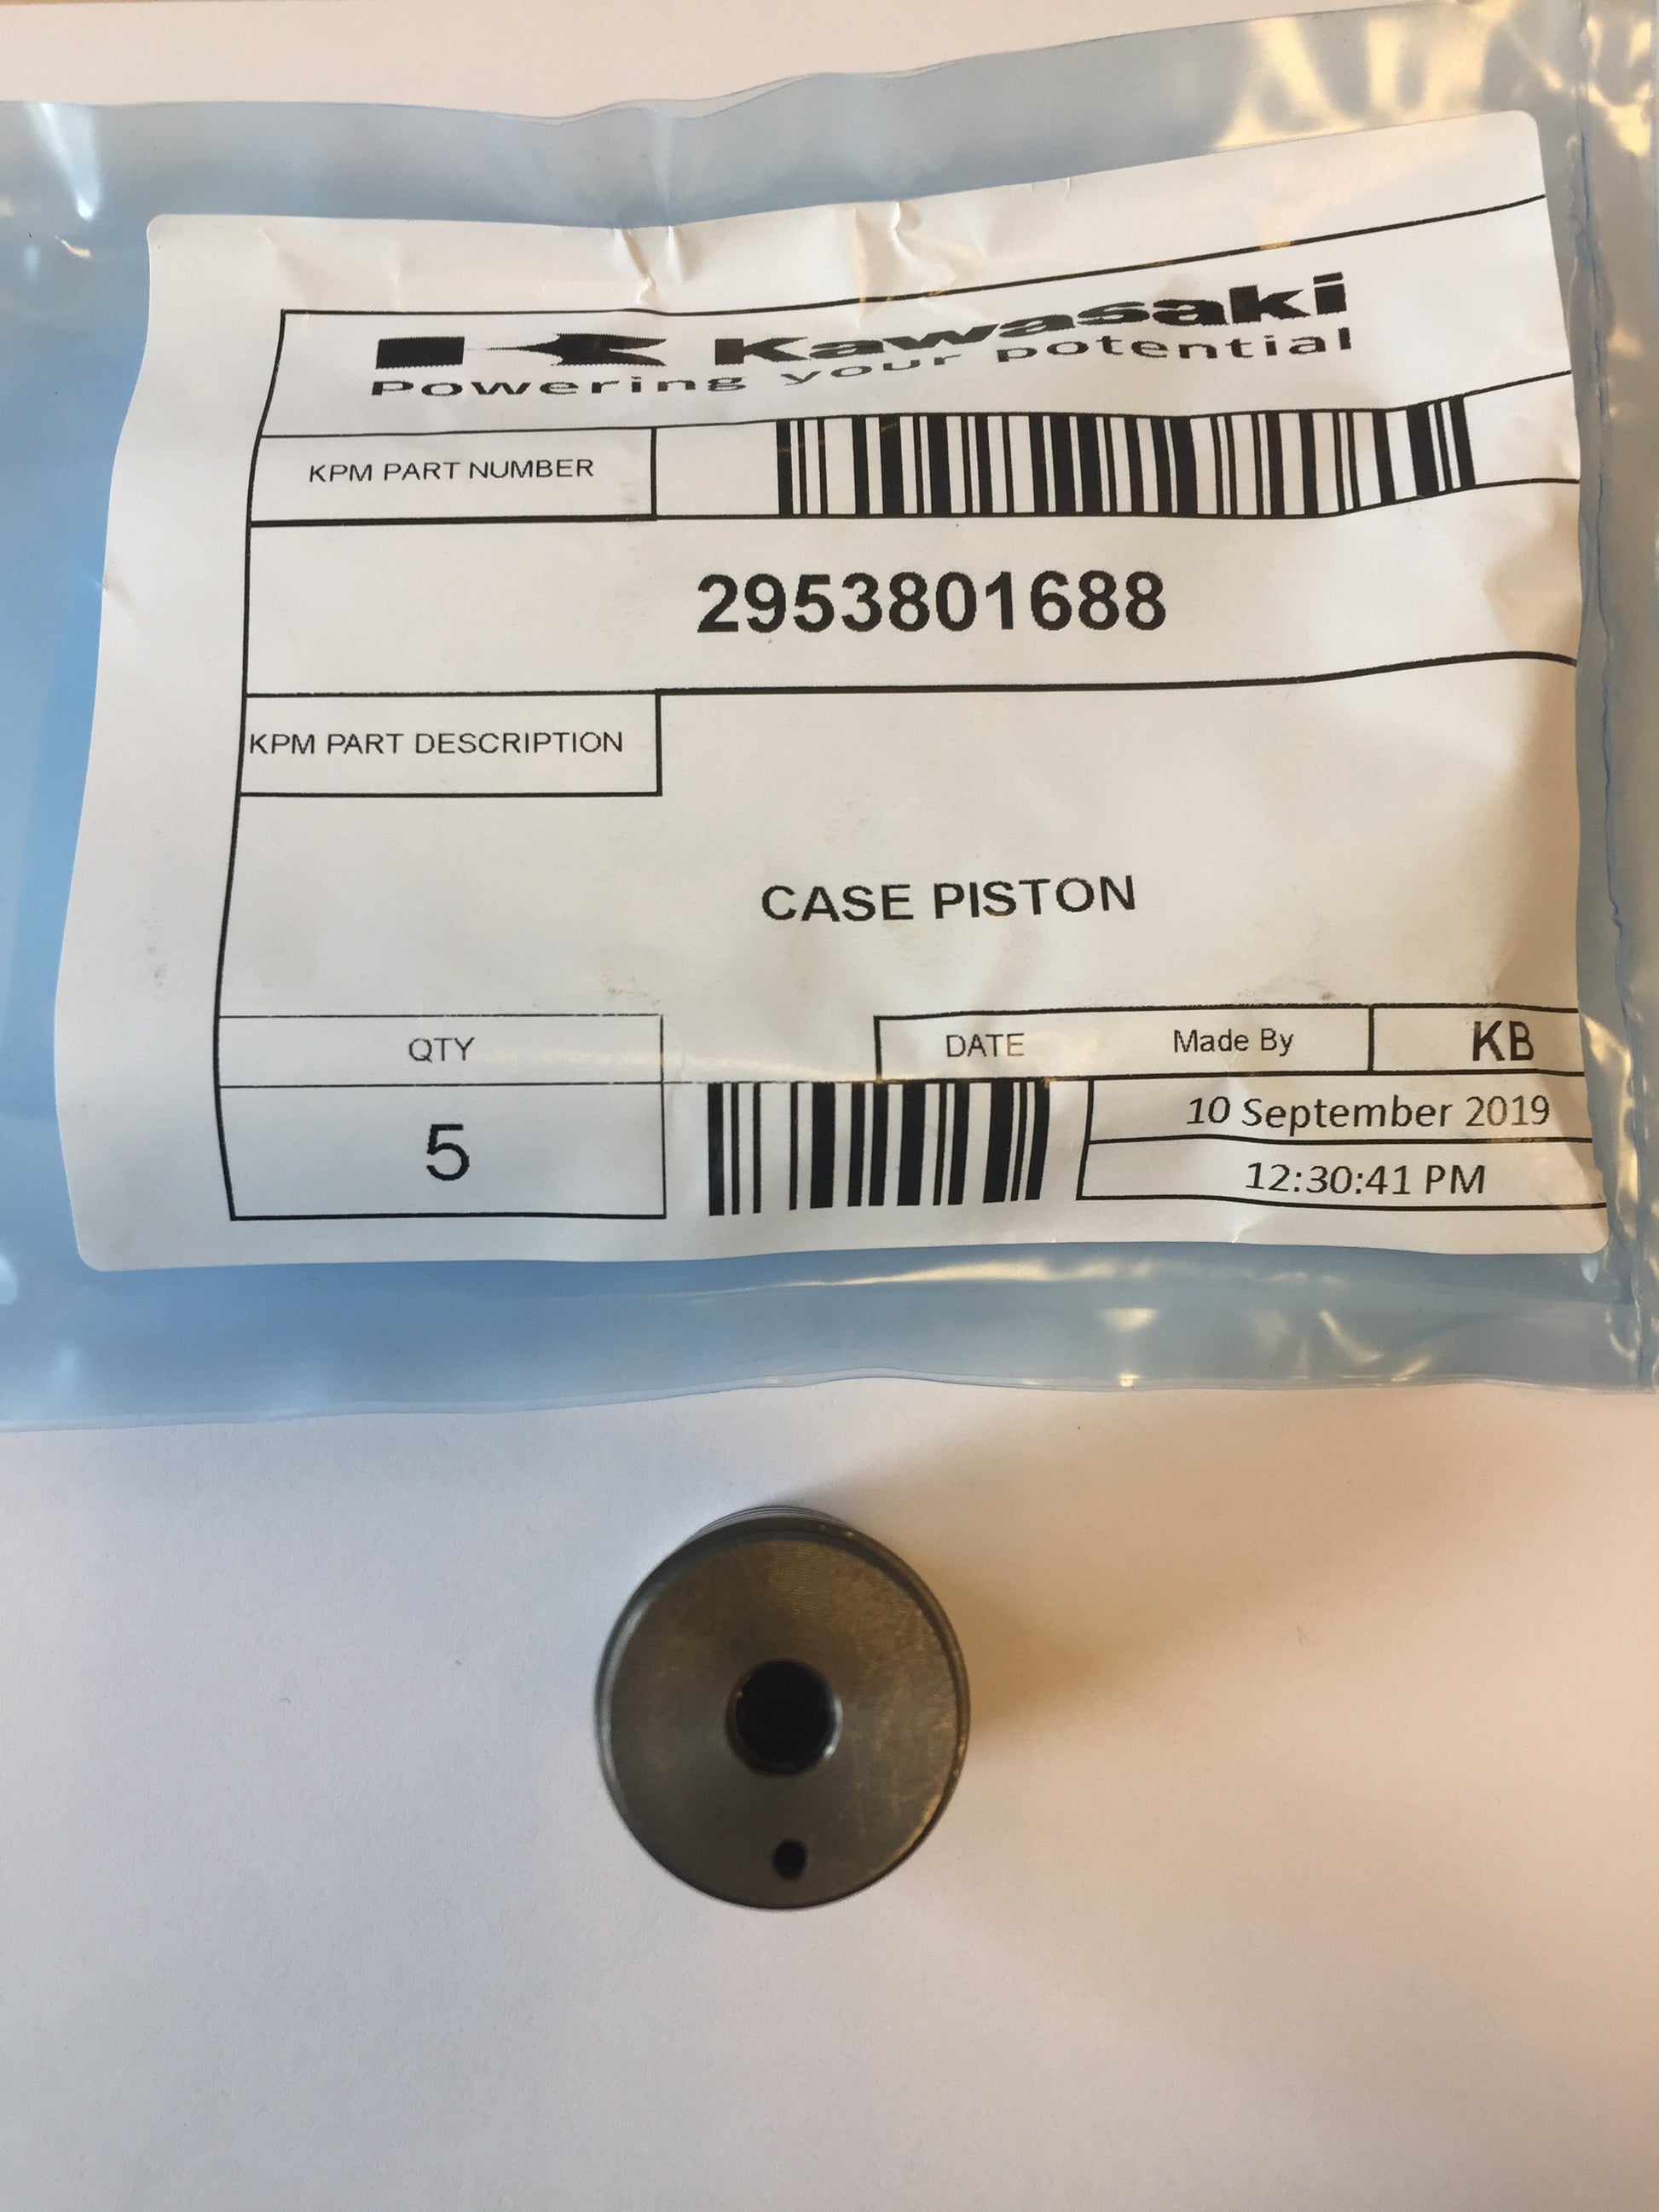 Kawasaki
Powering your potential
KPM PART NUMBER
2953801688
KPM PART DESCRIPTION
CASE PISTON
QTY
DATE Made By KB
5
10 September 2019
12:30:41 PM